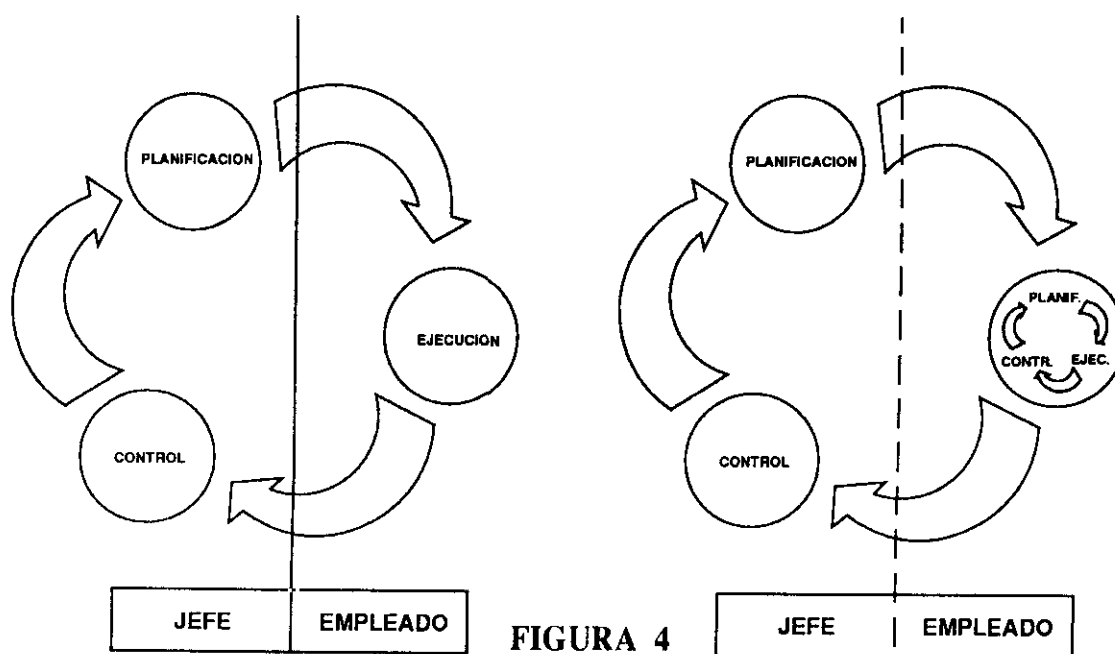 PLANIFICACION
EJECUCION
CONTROL
JEFE
EMPLEADO
PLANIFICACION
PLANIF.
CONTR.
EJEC.
CONTROL
JEFE
EMPLEADO
FIGURA 4